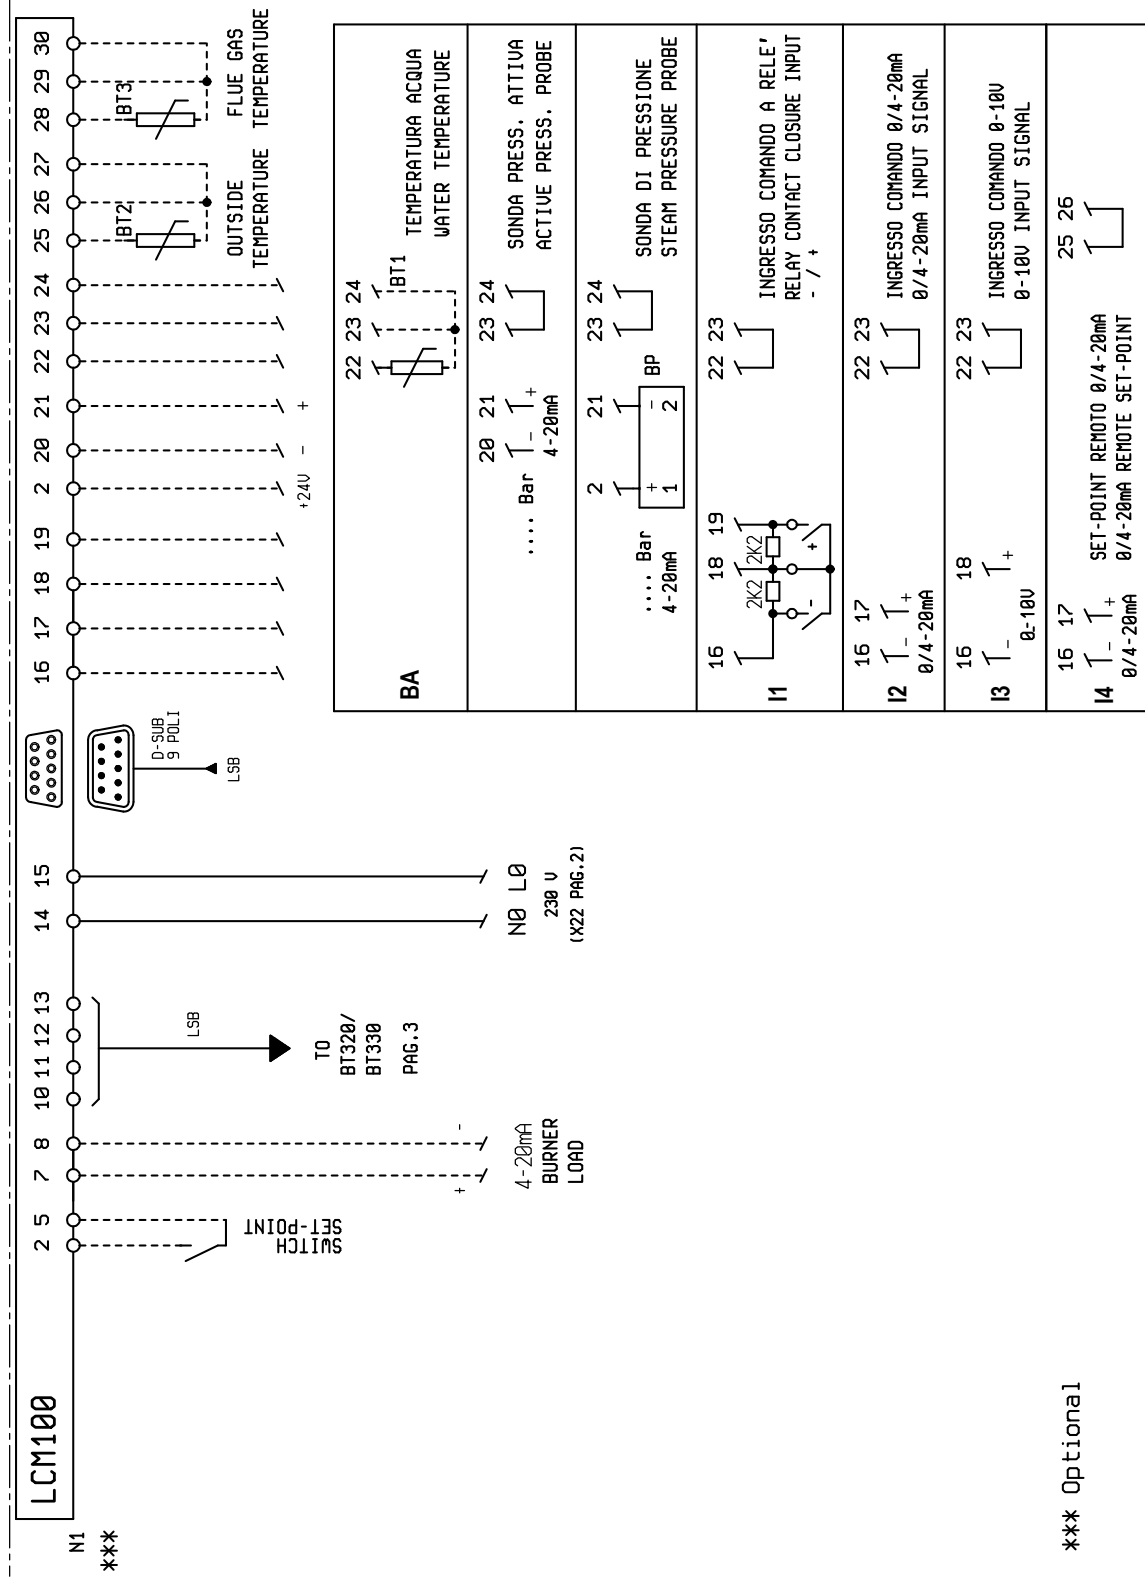 N1
***
LCM100
2 5 7 8 10 11 12 13 14 15 16 17 18 19 2 20 21 22 23 24 25 26 27 28 29 30
SWITCH
SET-POINT
+ -
4-20mA
BURNER
LOAD
LSB
TO
BT320/
BT330
PAG.3
N0 L0
230 V
(X22 PAG.2)
D-SUB
9 POLI
LSB
+24V - +
BT2
OUTSIDE
TEMPERATURE
BT3
FLUE GAS
TEMPERATURE
BA
22 23 24
BT1
TEMPERATURA ACQUA
WATER TEMPERATURE
.... Bar
20 21
- +
4-20mA
23 24
SONDA PRESS. ATTIVA
ACTIVE PRESS. PROBE
.... Bar
4-20mA
2 21
+ -
1 2
BP
23 24
SONDA DI PRESSIONE
STEAM PRESSURE PROBE
I1
16 18 19
2K2 2K2
- +
22 23
INGRESSO COMANDO A RELE'
RELAY CONTACT CLOSURE INPUT
- / +
I2
16 17
- +
0/4-20mA
22 23
INGRESSO COMANDO 0/4-20mA
0/4-20mA INPUT SIGNAL
I3
16 18
- +
0-10V
22 23
INGRESSO COMANDO 0-10V
0-10V INPUT SIGNAL
I4
16 17
- +
0/4-20mA
SET-POINT REMOTO 0/4-20mA
0/4-20mA REMOTE SET-POINT
25 26
*** Optional